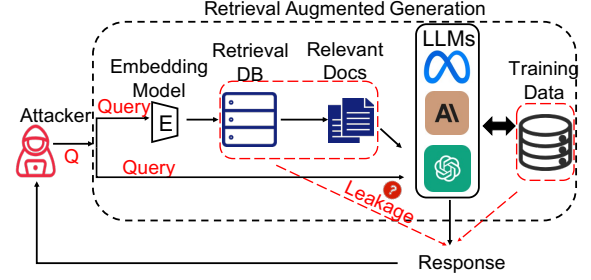 Retrieval Augmented Generation
LLMs
Retrieval
DB
Relevant
Docs
Embedding
Model
Training
Data
Attacker
Query
E
A\
Q
Query
Leakage
?
Response